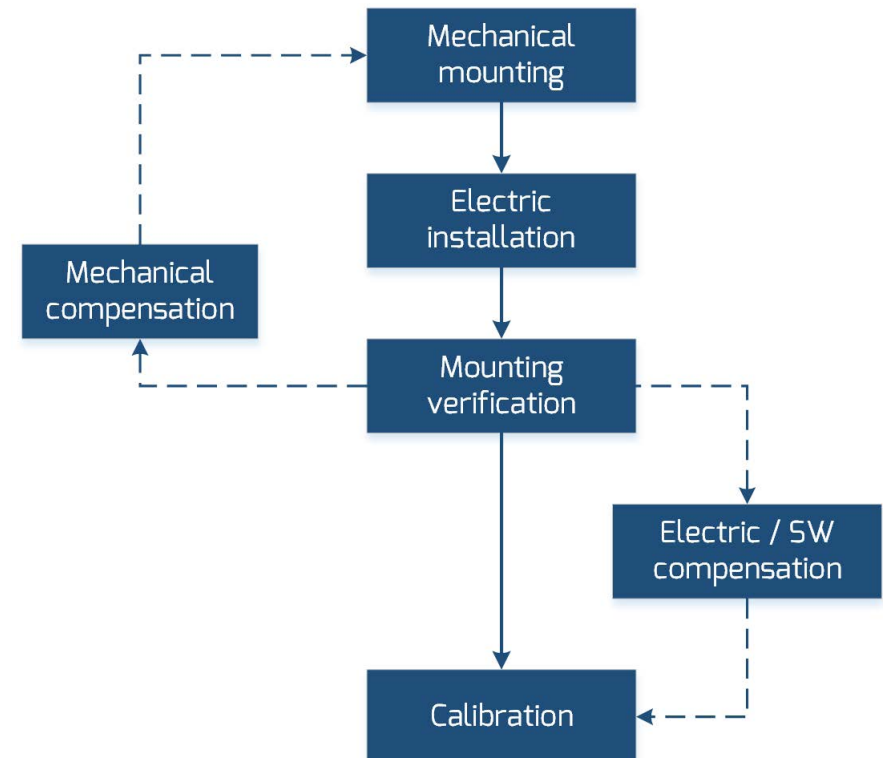 Mechanical
mounting
Electric
installation
Mechanical
compensation
Mounting
verification
Electric / SW
compensation
Calibration